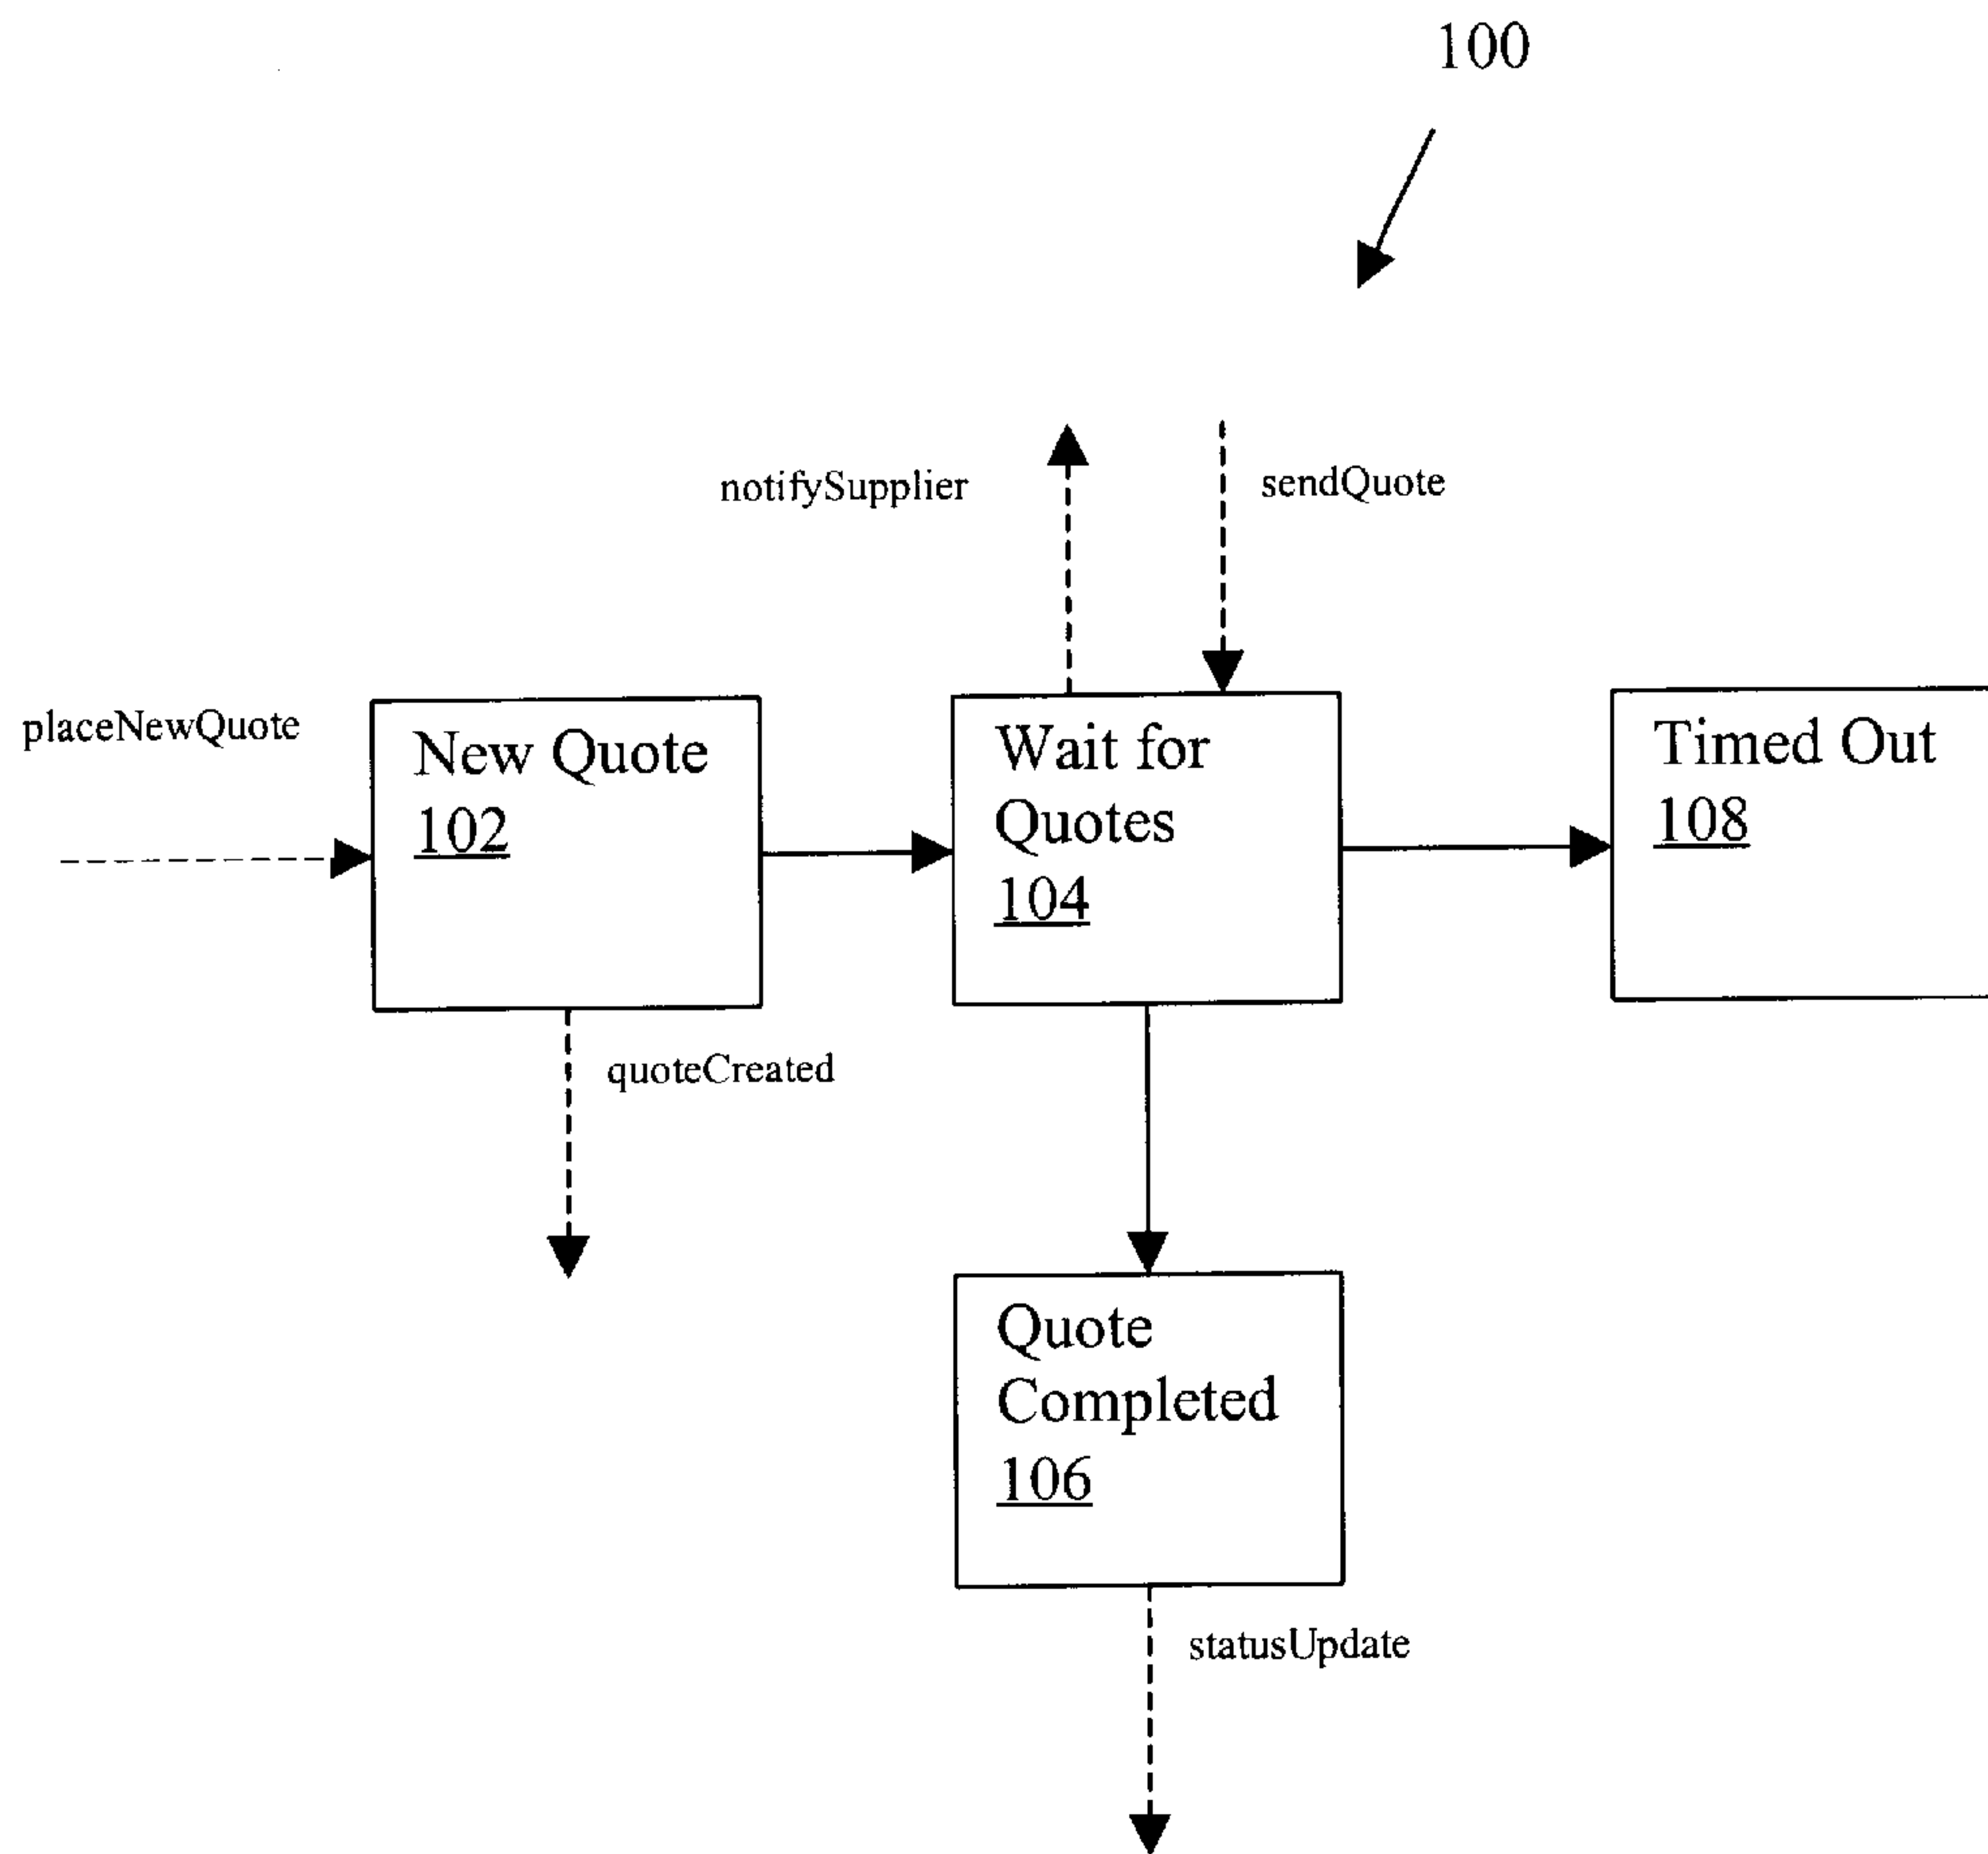 100
notifySupplier
sendQuote
placeNewQuote
New Quote
102
Wait for
Quotes
104
Timed Out
108
quoteCreated
Quote
Completed
106
statusUpdate